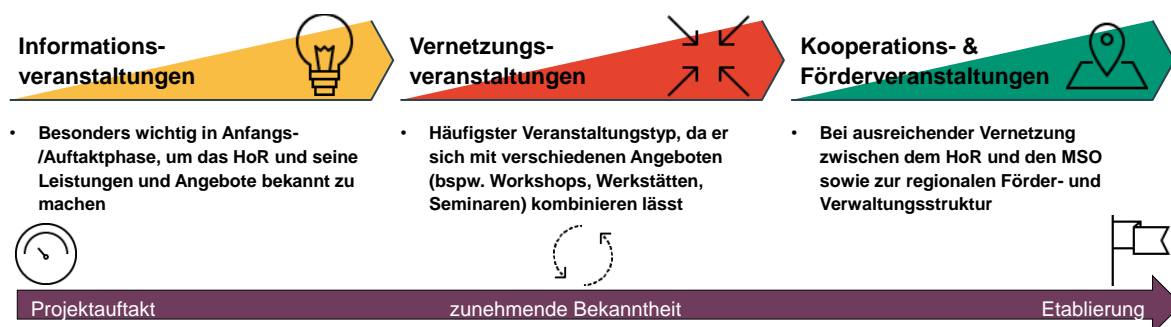 Informations-
veranstaltungen
• Besonders wichtig in Anfangs-
/Auftaktphase, um das HoR und seine
Leistungen und Angebote bekannt zu
machen
Vernetzungs-
veranstaltungen
• Häufigster Veranstaltungstyp, da er
sich mit verschiedenen Angeboten
(bspw. Workshops, Werkstätten,
Seminaren) kombinieren lässt
Kooperations- &
Förderveranstaltungen
• Bei ausreichender Vernetzung
zwischen dem HoR und den MSO
sowie zur regionalen Förder- und
Verwaltungsstruktur
Projektauftakt
zunehmende Bekanntheit
Etablierung